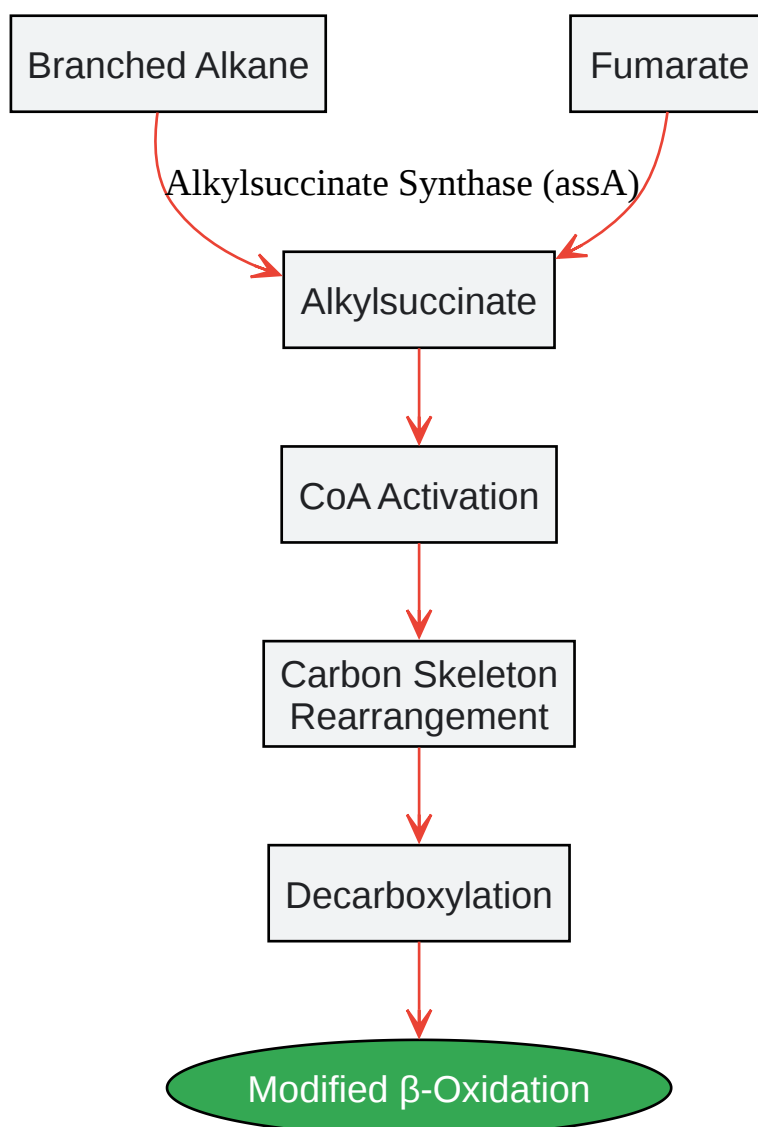 Branched Alkane
Fumarate
Alkylsuccinate Synthase (assA)
Alkylsuccinate
CoA Activation
Carbon Skeleton
Rearrangement
Decarboxylation
Modified β-Oxidation